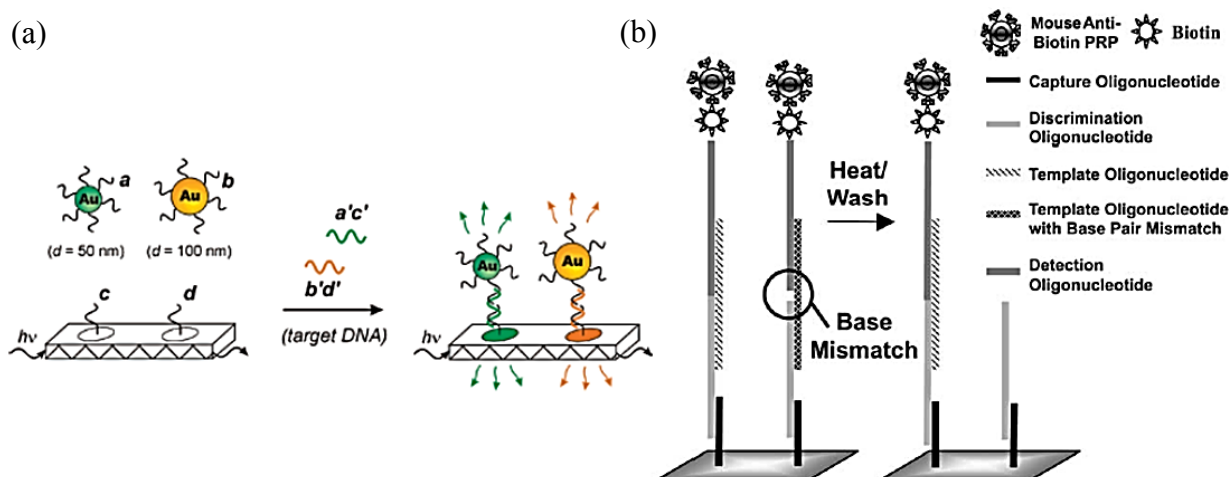 (a)
a
b
Au
Au
(d = 50 nm)
(d = 100 nm)
c
d
hν
a'c'
b'd'
(target DNA)
Au
Au
hν
(b)
Heat/
Wash
Base
Mismatch
Mouse Anti-
Biotin PRP
Biotin
Capture Oligonucleotide
Discrimination
Oligonucleotide
Template Oligonucleotide
Template Oligonucleotide
with Base Pair Mismatch
Detection
Oligonucleotide